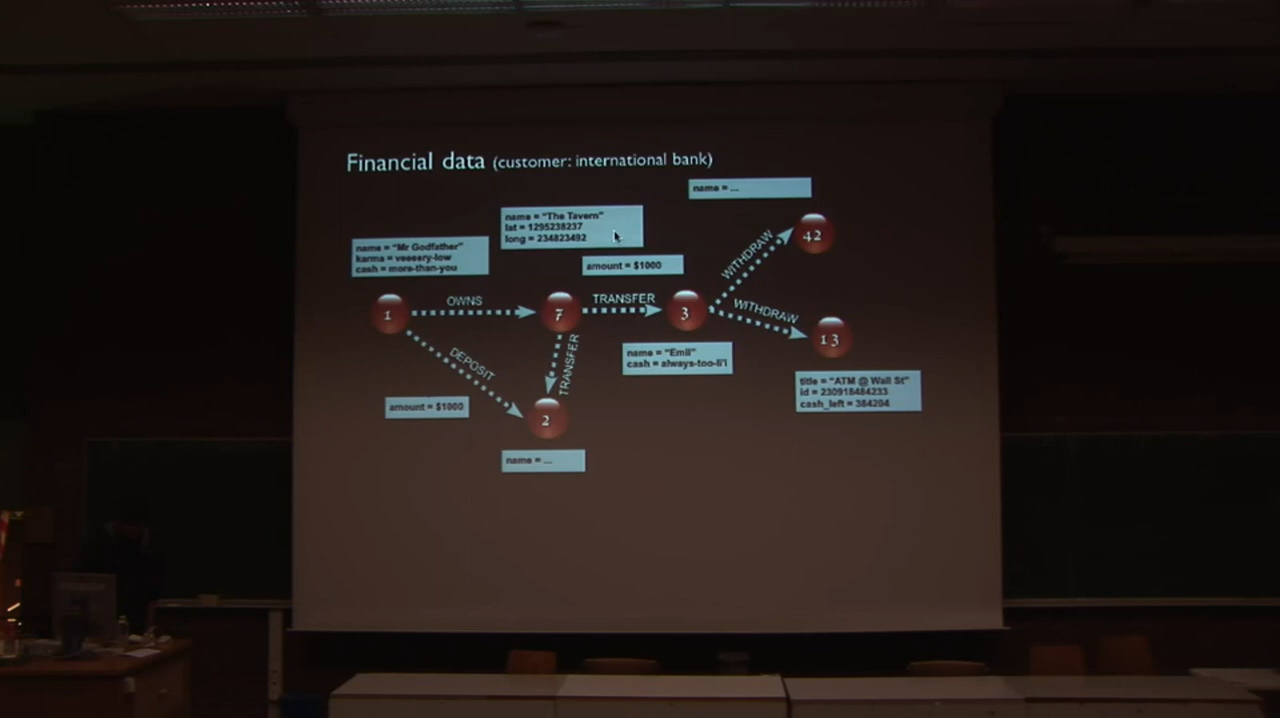 Financial data (customer: international bank)
name = ...
name = "The Tavern"
lat = 1295238237
long = 234823492
name = "Mr Godfather"
karma = veeeery-low
cash = more-than-you
amount = $1000
WITHDRAW
42
OWNS
TRANSFER
1
7
3
WITHDRAW
13
DEPOSIT
TRANSFER
name = "Emil"
cash = always-too-li'l
title = "ATM @ Wall St"
id = 230918484233
cash_left = 384204
amount = $1000
2
name = ...